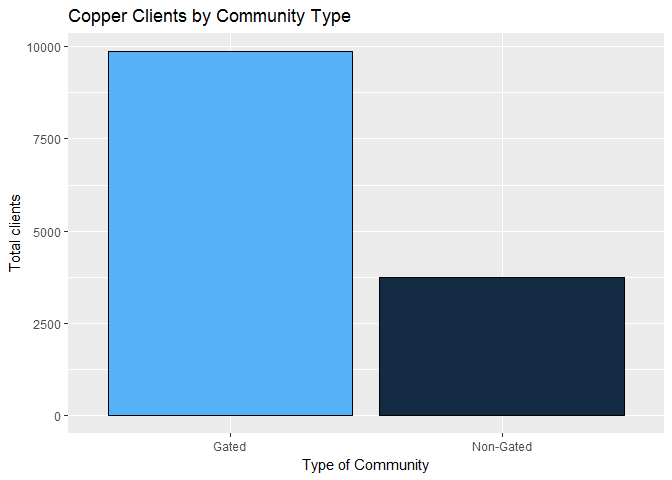 Copper Clients by Community Type
10000
7500
5000
2500
0
Total clients
Gated
Non-Gated
Type of Community